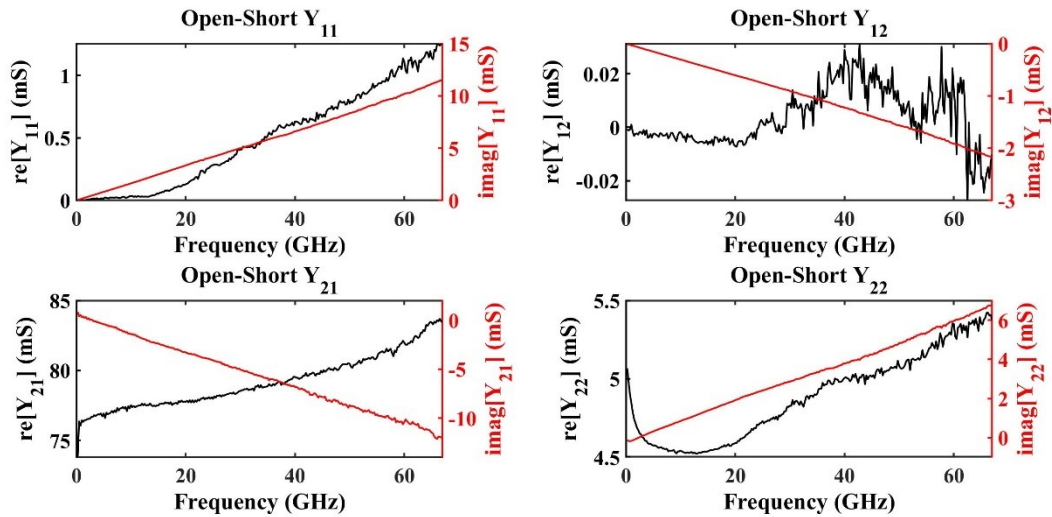 Open-Short Y11
Open-Short Y12
re[Y11] (mS)
1
0.5
0
15
10
5
0
imag[Y11] (mS)
0 20 40 60
Frequency (GHz)
re[Y12] (mS)
0.02
0
-0.02
0
-1
-2
-3
imag[Y12] (mS)
0 20 40 60
Frequency (GHz)
Open-Short Y21
Open-Short Y22
re[Y21] (mS)
85
80
75
0
-5
-10
imag[Y21] (mS)
0 20 40 60
Frequency (GHz)
re[Y22] (mS)
5.5
5
4.5
6
4
2
0
imag[Y22] (mS)
0 20 40 60
Frequency (GHz)